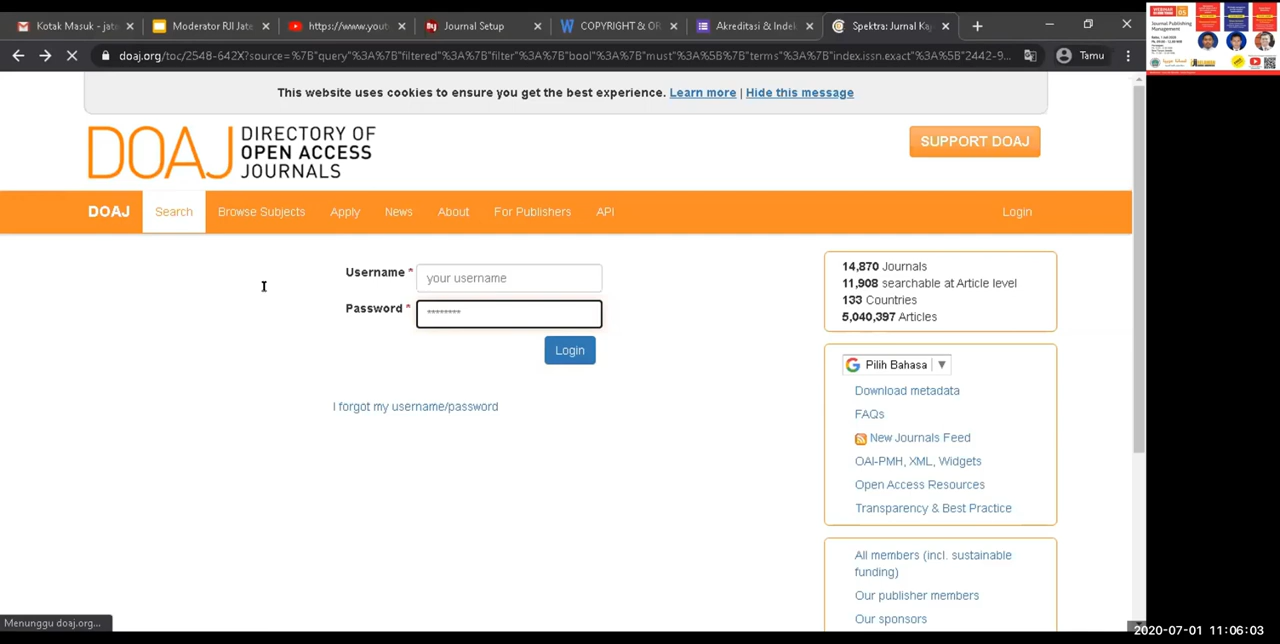 Kotak Masuk - jat
Moderator RJI Jate
https://www.yout
Journal Setup
COPYRIGHT & OR
Akreditasi & Indek
Spektra: Jurnal Kaj
doaj.org/toc/2548-642X?source=%7B"query"%3A%7B"filtered"%3A%7B"filter"%3A%7B"bool"%3A%7B"must"%3A%5B%7B"terms"%3A%7B"index.issn.exact"%3A%5B"2442-9...
Tamu
This website uses cookies to ensure you get the best experience. Learn more | Hide this message
DOAJ
DIRECTORY OF
OPEN ACCESS
JOURNALS
SUPPORT DOAJ
DOAJ Search Browse Subjects Apply News About For Publishers API Login
Username * your username
Password * ********
Login
I forgot my username/password
14,870 Journals
11,908 searchable at Article level
133 Countries
5,040,397 Articles
Pilih Bahasa
Download metadata
FAQs
New Journals Feed
OAI-PMH, XML, Widgets
Open Access Resources
Transparency & Best Practice
All members (incl. sustainable
funding)
Our publisher members
Our sponsors
Menunggu doaj.org...
Journal Publishing
Management
2020-07-01 11:06:03